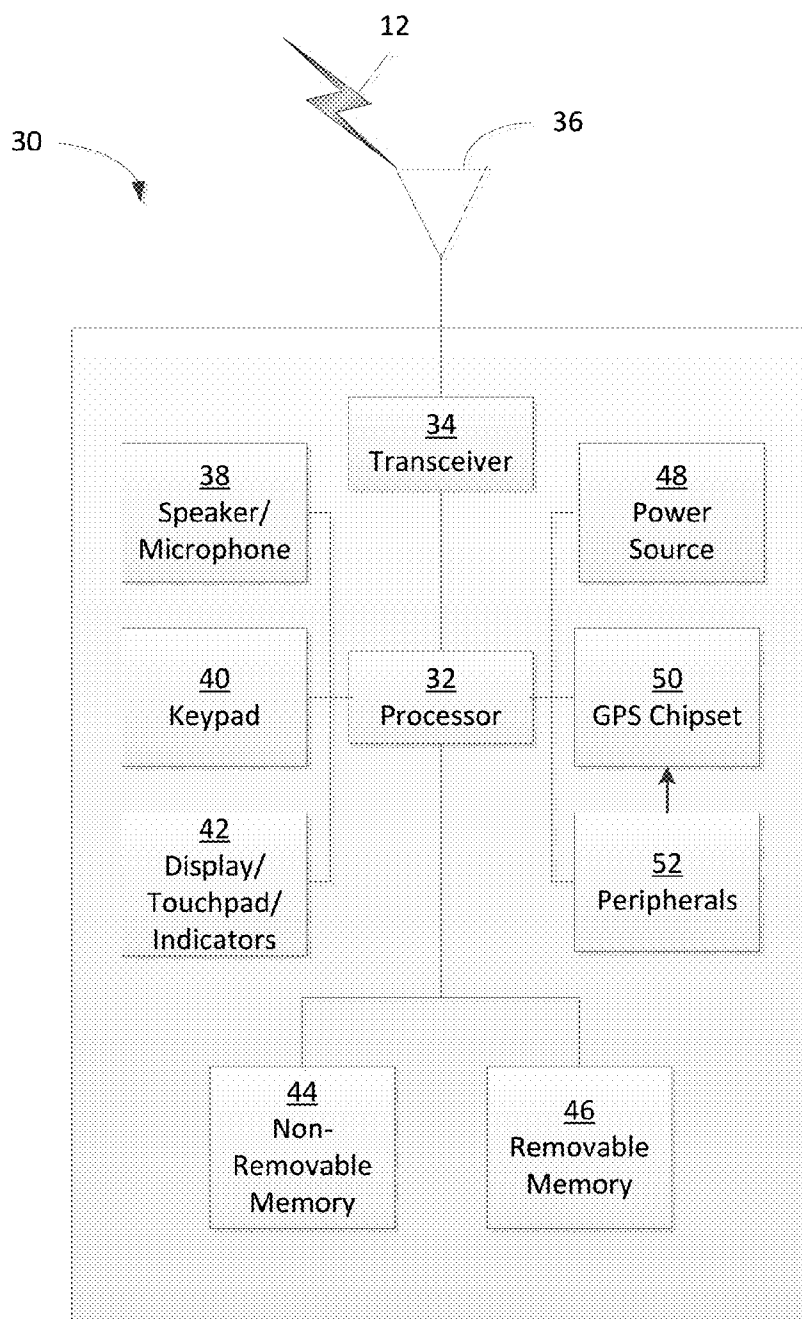 12
36
30
34
Transceiver
38
Speaker/
Microphone
48
Power
Source
40
Keypad
32
Processor
50
GPS Chipset
42
Display/
Touchpad/
Indicators
52
Peripherals
44
Non-
Removable
Memory
46
Removable
Memory